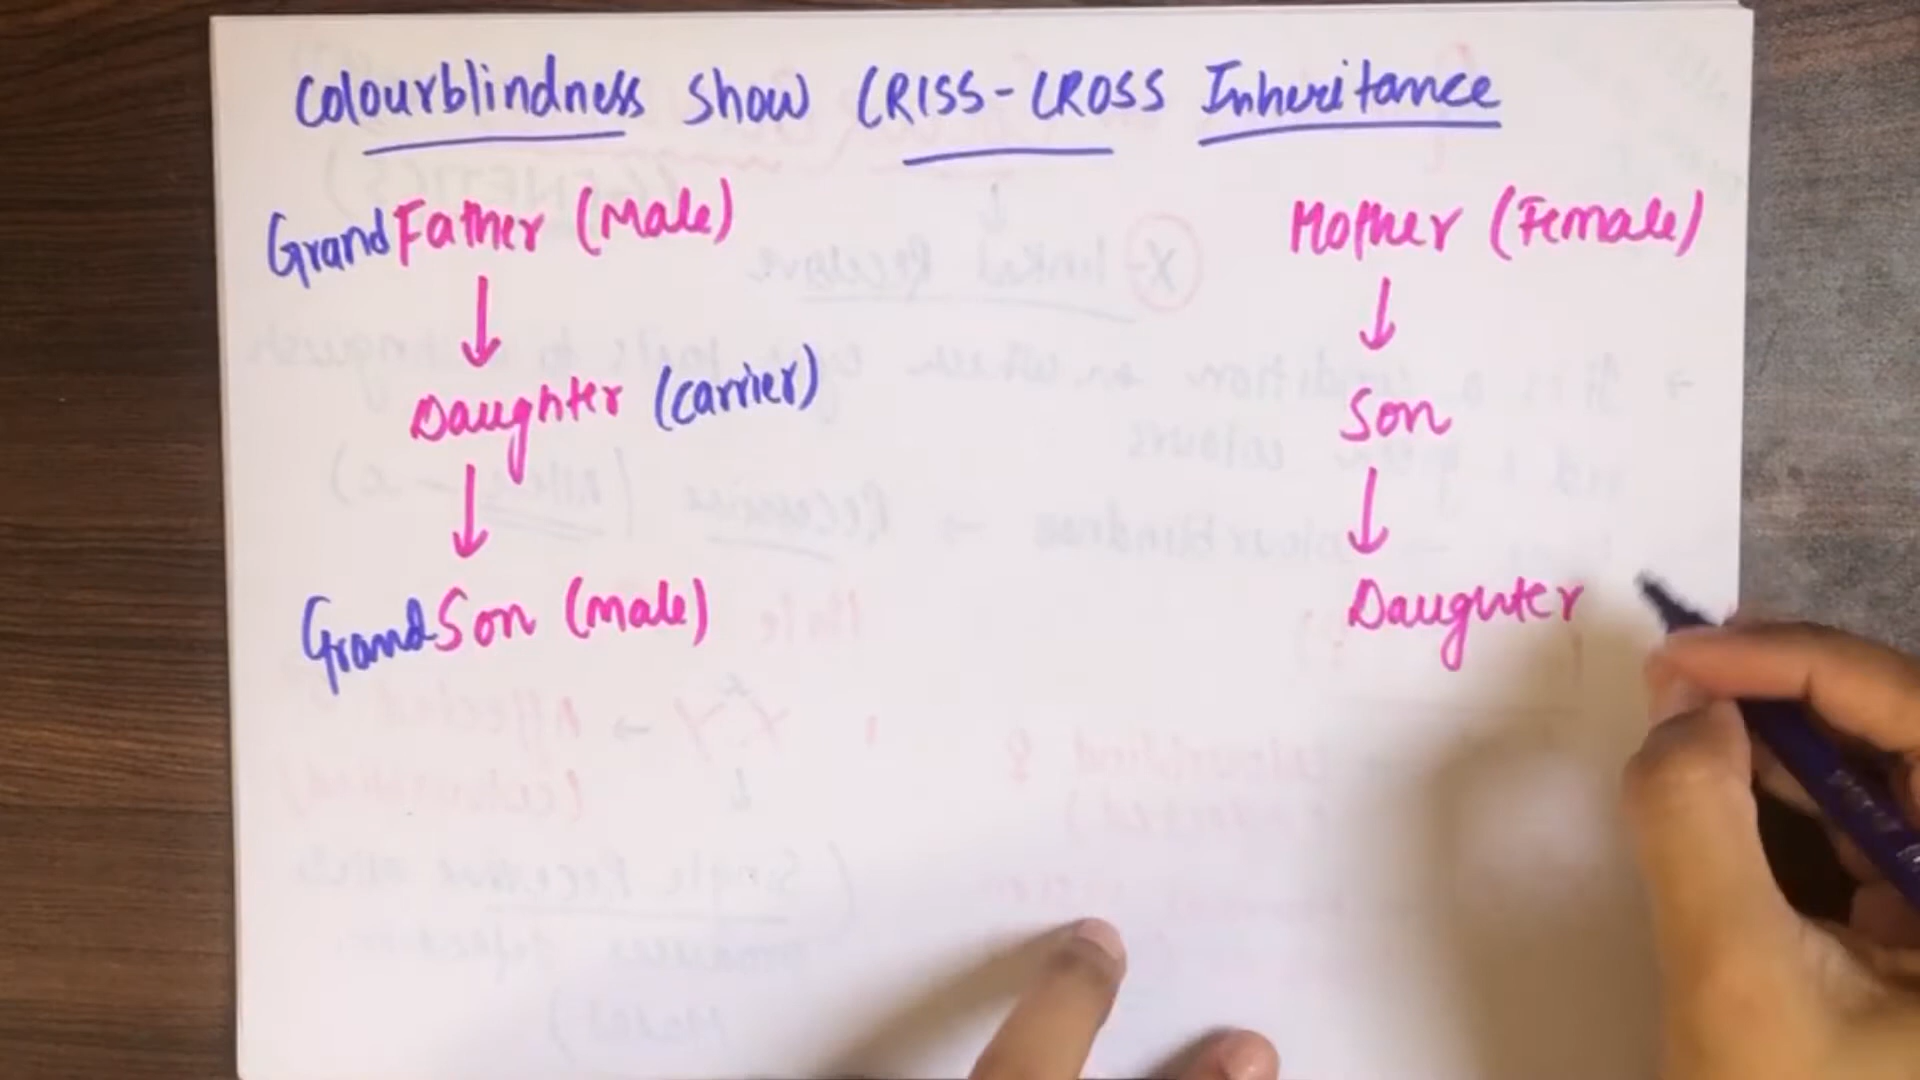 Colourblindness show CRISS-CROSS Inheritance
GrandFather (Male)
Daughter (carrier)
GrandSon (male)
Mother (Female)
Son
Daughter